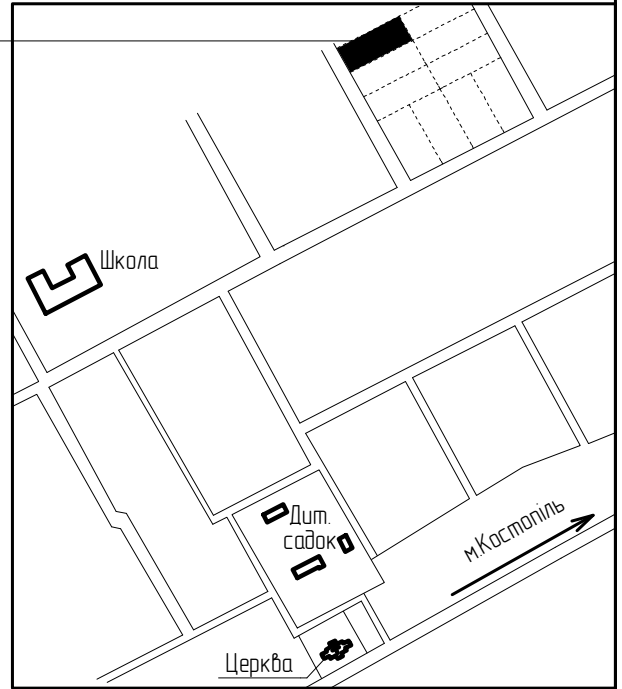 Школа
Дит.
садок
м.Костопіль
Церква